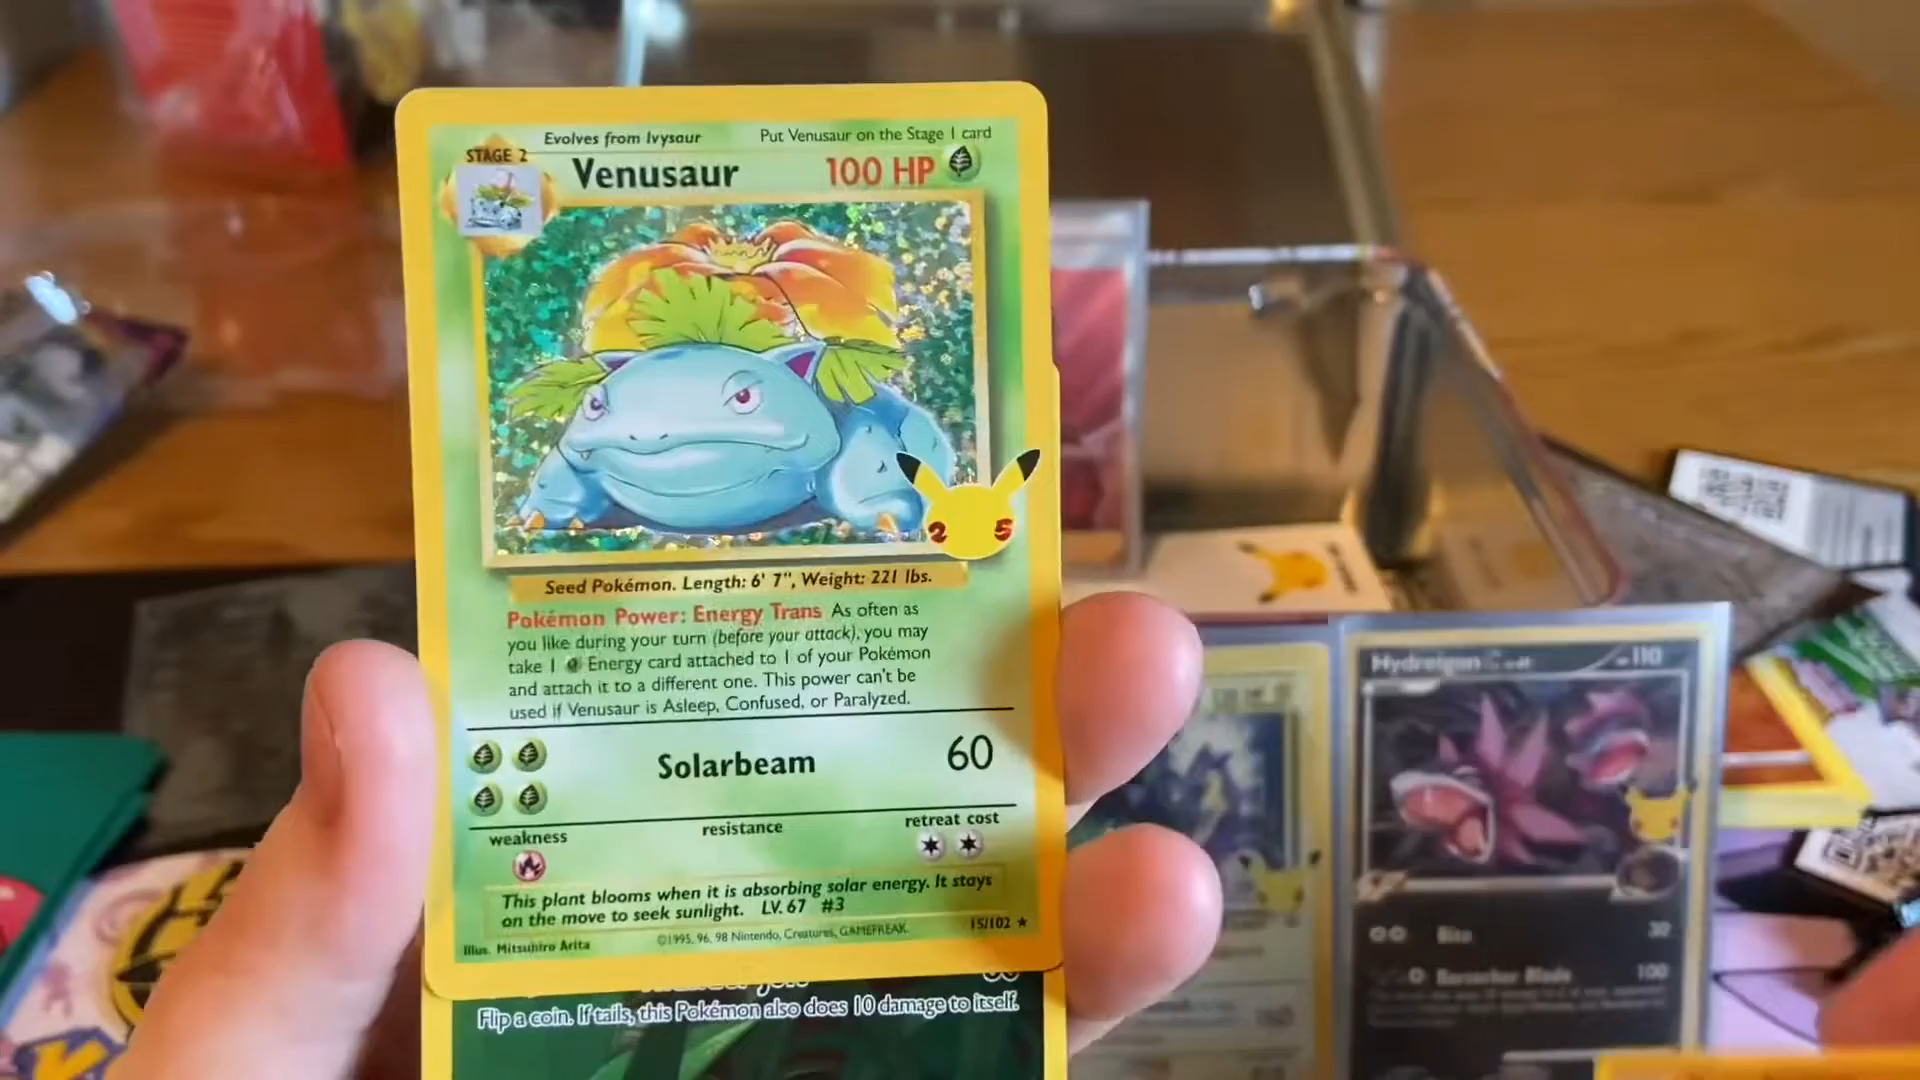 Evolves from Ivysaur
Put Venusaur on the Stage 1 card
STAGE 2
Venusaur
100 HP
25
Seed Pokémon. Length: 6' 7", Weight: 221 lbs.
Pokémon Power: Energy Trans As often as
you like during your turn (before your attack), you may
take 1 Energy card attached to 1 of your Pokémon
and attach it to a different one. This power can't be
used if Venusaur is Asleep, Confused, or Paralyzed.
Solarbeam
60
weakness
resistance
retreat cost
This plant blooms when it is absorbing solar energy. It stays
on the move to seek sunlight. LV. 67 #3
Illus. Mitsuhiro Arita
©1995, 96, 98 Nintendo, Creatures, GAMEFREAK.
15/102 ★
Flip a coin. If tails, this Pokémon also does 10 damage to itself.
Hydreigon
110
Bite
30
Berserker Blade
100